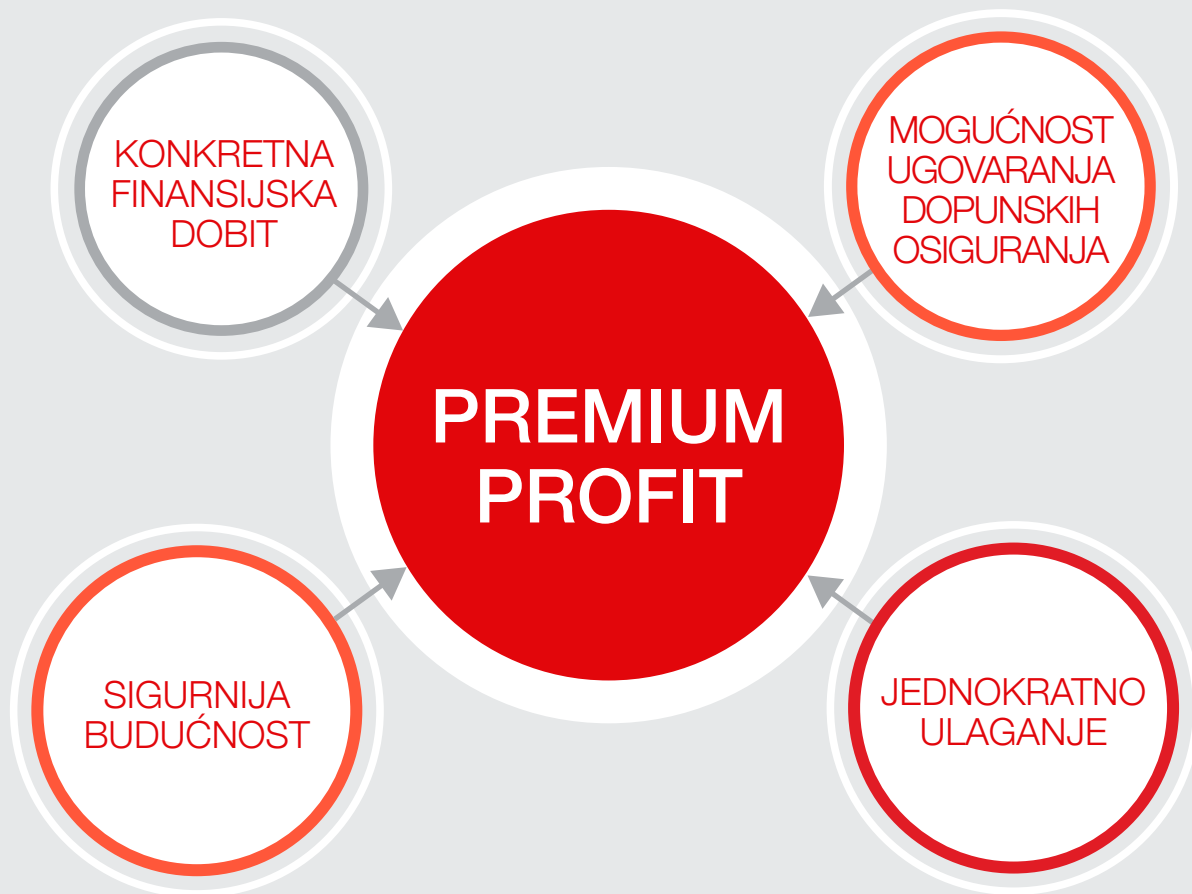 KONKRETNA
FINANSIJSKA
DOBIT
MOGUĆNOST
UGOVARANJA
DOPUNSKIH
OSIGURANJA
PREMIUM
PROFIT
SIGURNIJA
BUDUĆNOST
JEDNOKRATNO
ULAGANJE